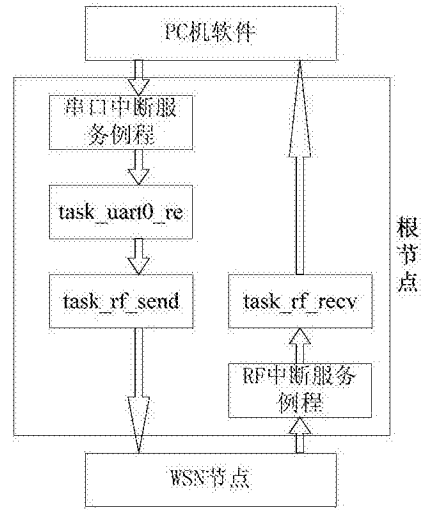 PC机软件
串口中断服
务例程
task_uart0_re
task_rf_send
task_rf_recv
RF中断服务
例程
根节点
WSN节点